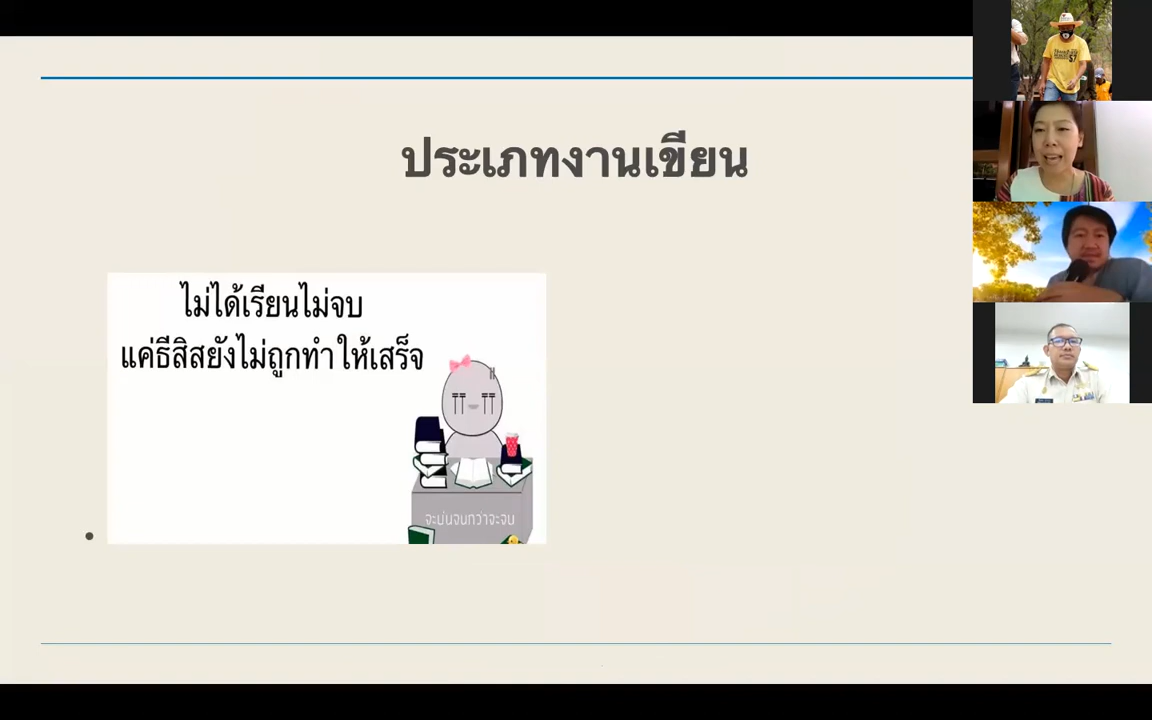 ประเภทงานเขียน
ไม่ได้เรียนไม่จบ
แค่ธีสิสยังไม่ถูกทำให้เสร็จ
จะบ่นจนกว่าจะจบ